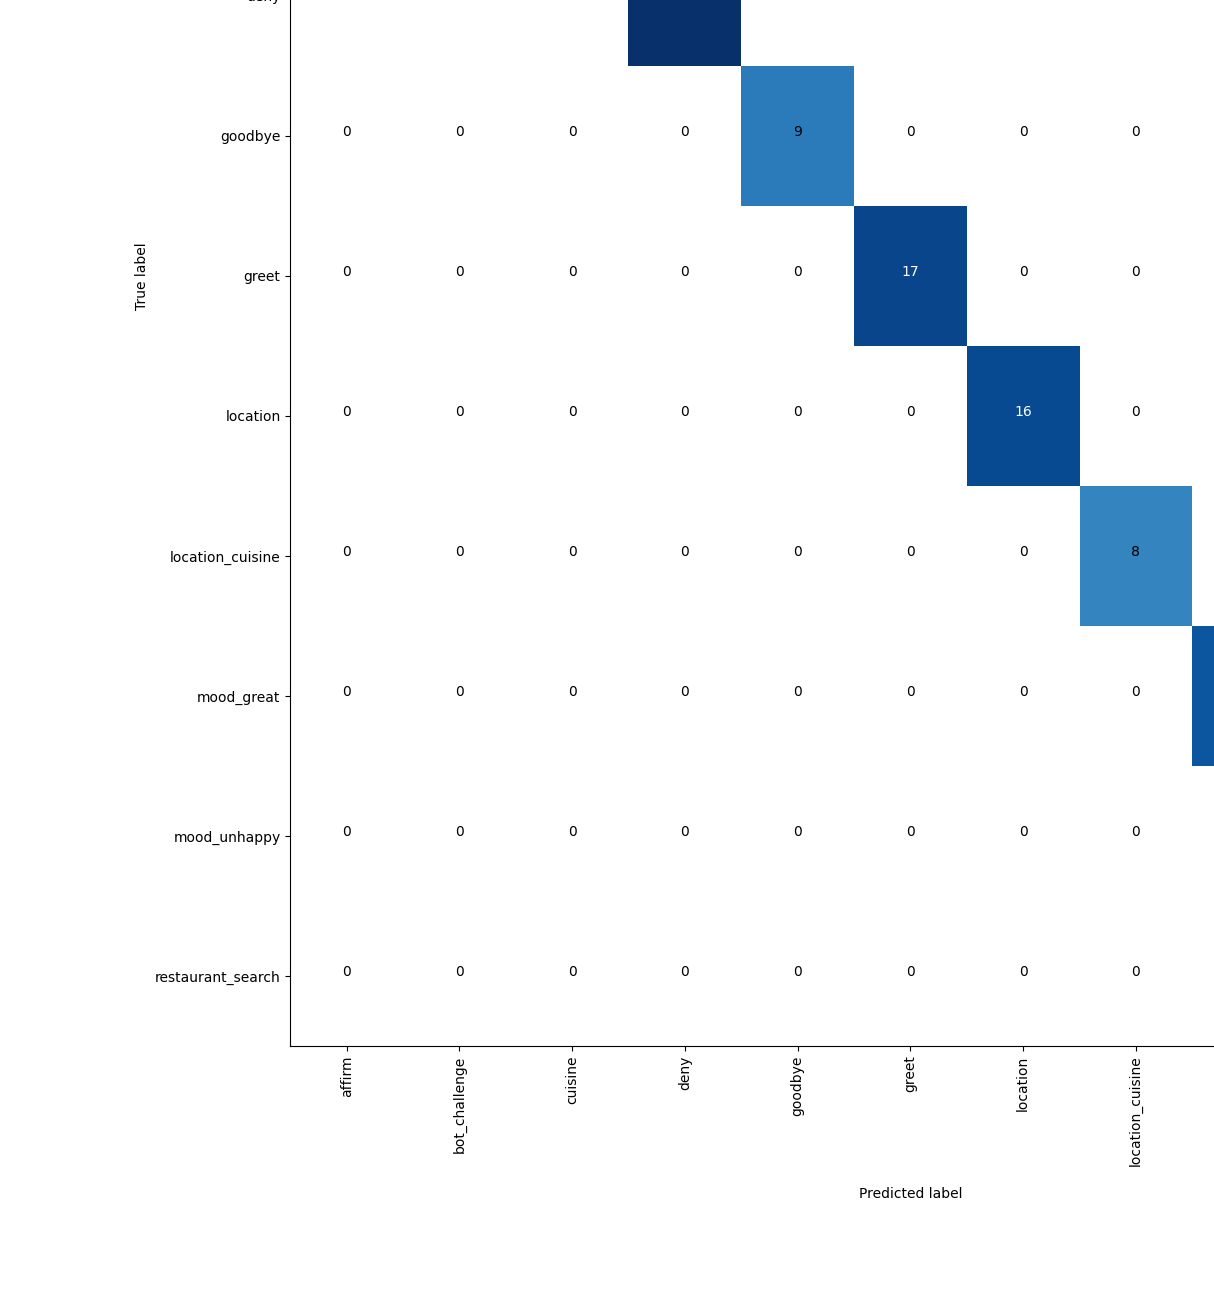 deny
goodbye 0 0 0 0 9 0 0 0
True label
greet 0 0 0 0 0 17 0 0
location 0 0 0 0 0 0 16 0
location_cuisine 0 0 0 0 0 0 0 8
mood_great 0 0 0 0 0 0 0 0
mood_unhappy 0 0 0 0 0 0 0 0
restaurant_search 0 0 0 0 0 0 0 0
affirm
bot_challenge
cuisine
deny
goodbye
greet
location
location_cuisine
Predicted label